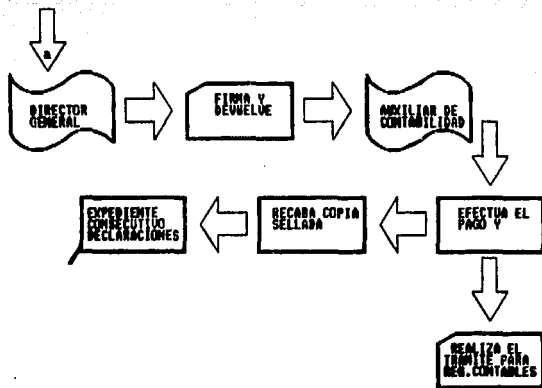 a
DIRECTOR
GENERAL
FIRMA Y
DEVUELVE
AUXILIAR DE
CONTABILIDAD
EFECTUA EL
PAGO Y
RECABA COPIA
SELLADA
EXPEDIENTE
CONSECUTIVO
DECLARACIONES
REALIZA EL
TRAMITE PARA
REG.CONTABLES